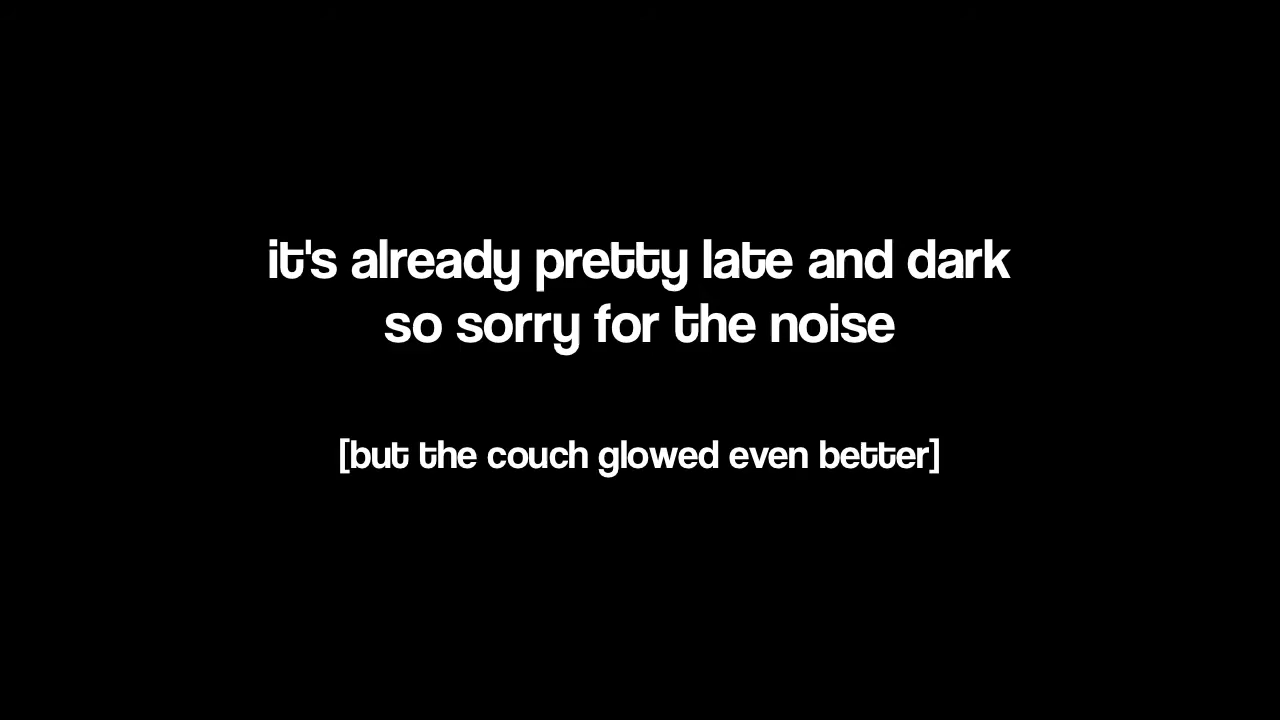 it's already pretty late and dark
so sorry for the noise
[but the couch glowed even better]